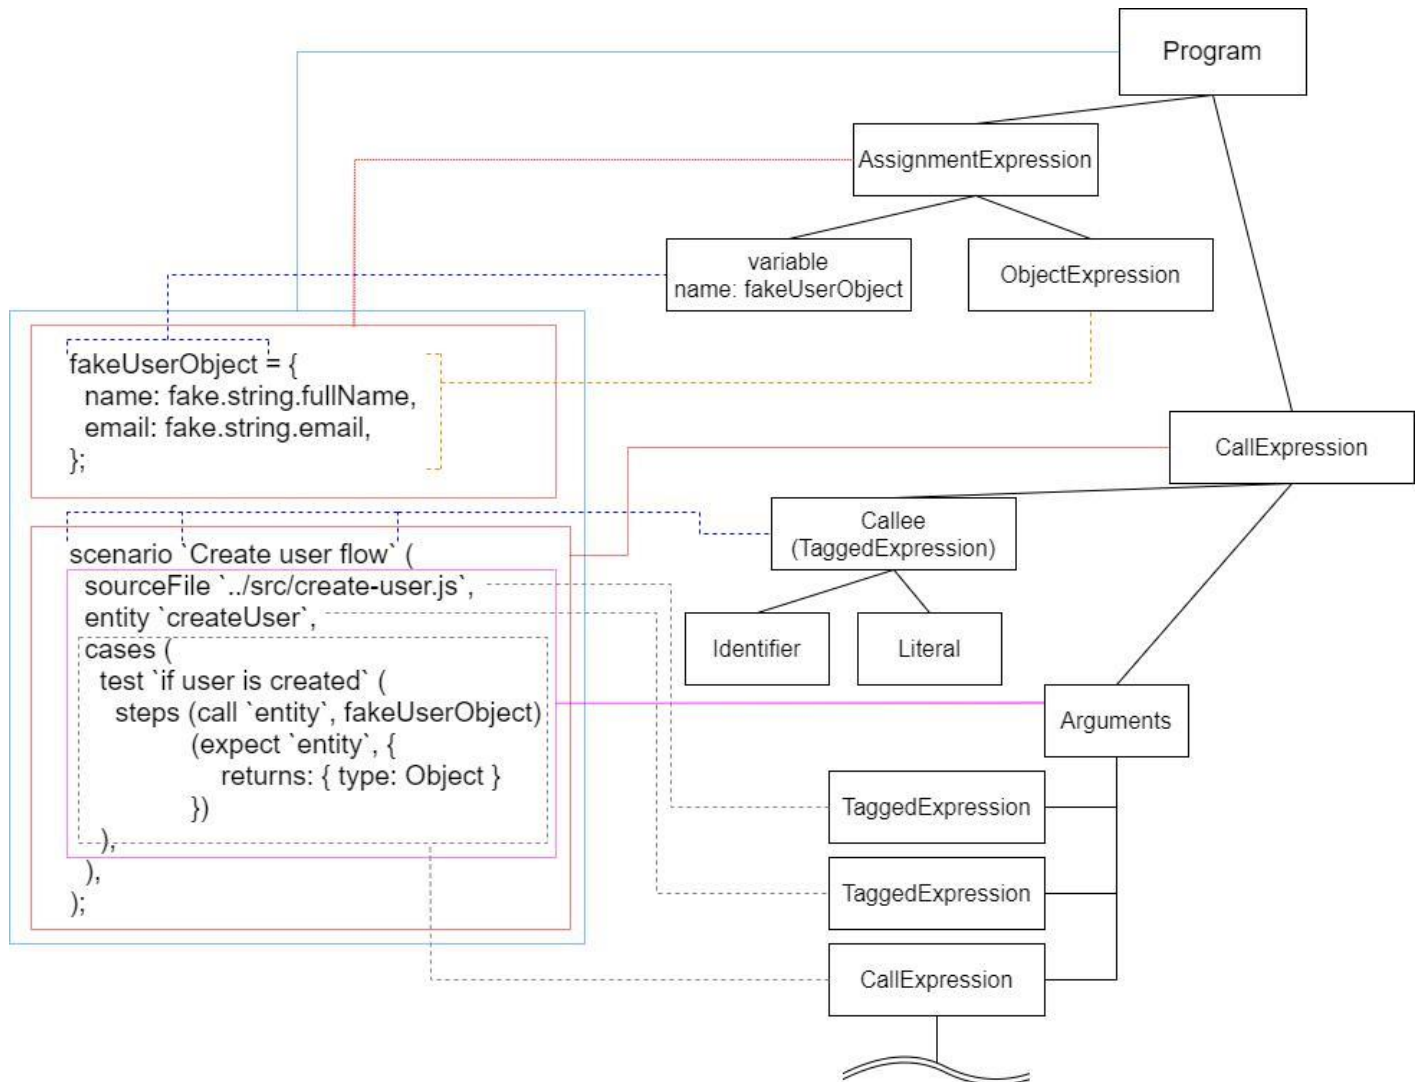 Program
AssignmentExpression
variable
name: fakeUserObject
ObjectExpression
fakeUserObject = {
name: fake.string.fullName,
email: fake.string.email,
};
CallExpression
Callee
(TaggedExpression)
Identifier
Literal
scenario `Create user flow` (
sourceFile `../src/create-user.js`,
entity `createUser`,
cases (
test `if user is created` (
steps (call `entity`, fakeUserObject)
(expect `entity`, {
returns: { type: Object }
})
),
),
);
Arguments
TaggedExpression
TaggedExpression
CallExpression